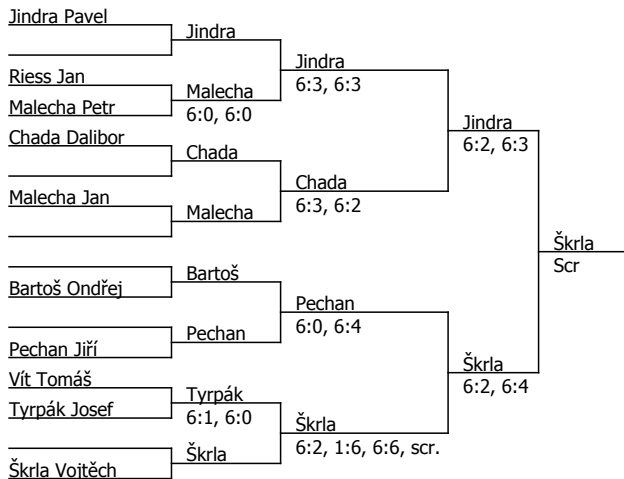 Jindra Pavel
Jindra
Jindra
6:3, 6:3
Riess Jan
Malecha
6:0, 6:0
Malecha Petr
Jindra
6:2, 6:3
Chada Dalibor
Chada
Chada
6:3, 6:2
Malecha Jan
Malecha
Škrla
Scr
Bartoš
Bartoš Ondřej
Pechan
6:0, 6:4
Pechan
Pechan Jiří
Škrla
6:2, 6:4
Vít Tomáš
Tyrpák
6:1, 6:0
Tyrpák Josef
Škrla
6:2, 1:6, 6:6, scr.
Škrla
Škrla Vojtěch